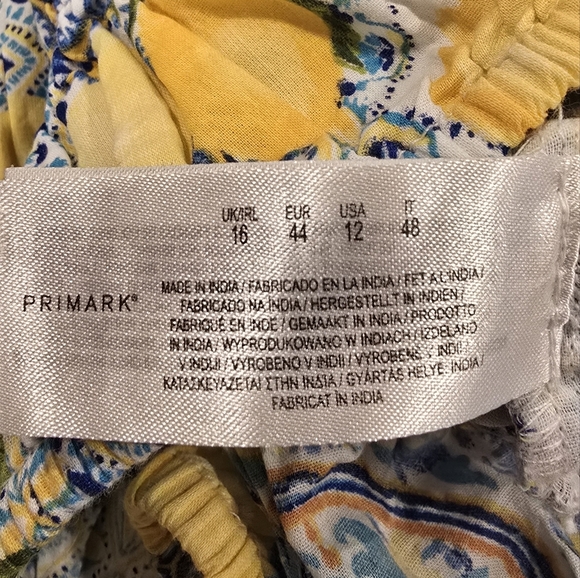 UK/IRL EUR USA IT
16 44 12 48
PRIMARK®
MADE IN INDIA / FABRICADO EN LA INDIA / FET A L'ÍNDIA /
FABRICADO NA ÍNDIA / HERGESTELLT IN INDIEN /
FABRIQUÉ EN INDE / GEMAAKT IN INDIA / PRODOTTO
IN INDIA / WYPRODUKOWANO W INDIACH / IZDELANO
V INDIJI / VYROBENO V INDII / VYROBENÉ V INDII /
ΚΑΤΑΣΚΕΥΑΖΕΤΑΙ ΣΤΗΝ ΙΝΔΙΑ / GYÁRTÁS HELYE: INDIA /
FABRICAT ÎN INDIA